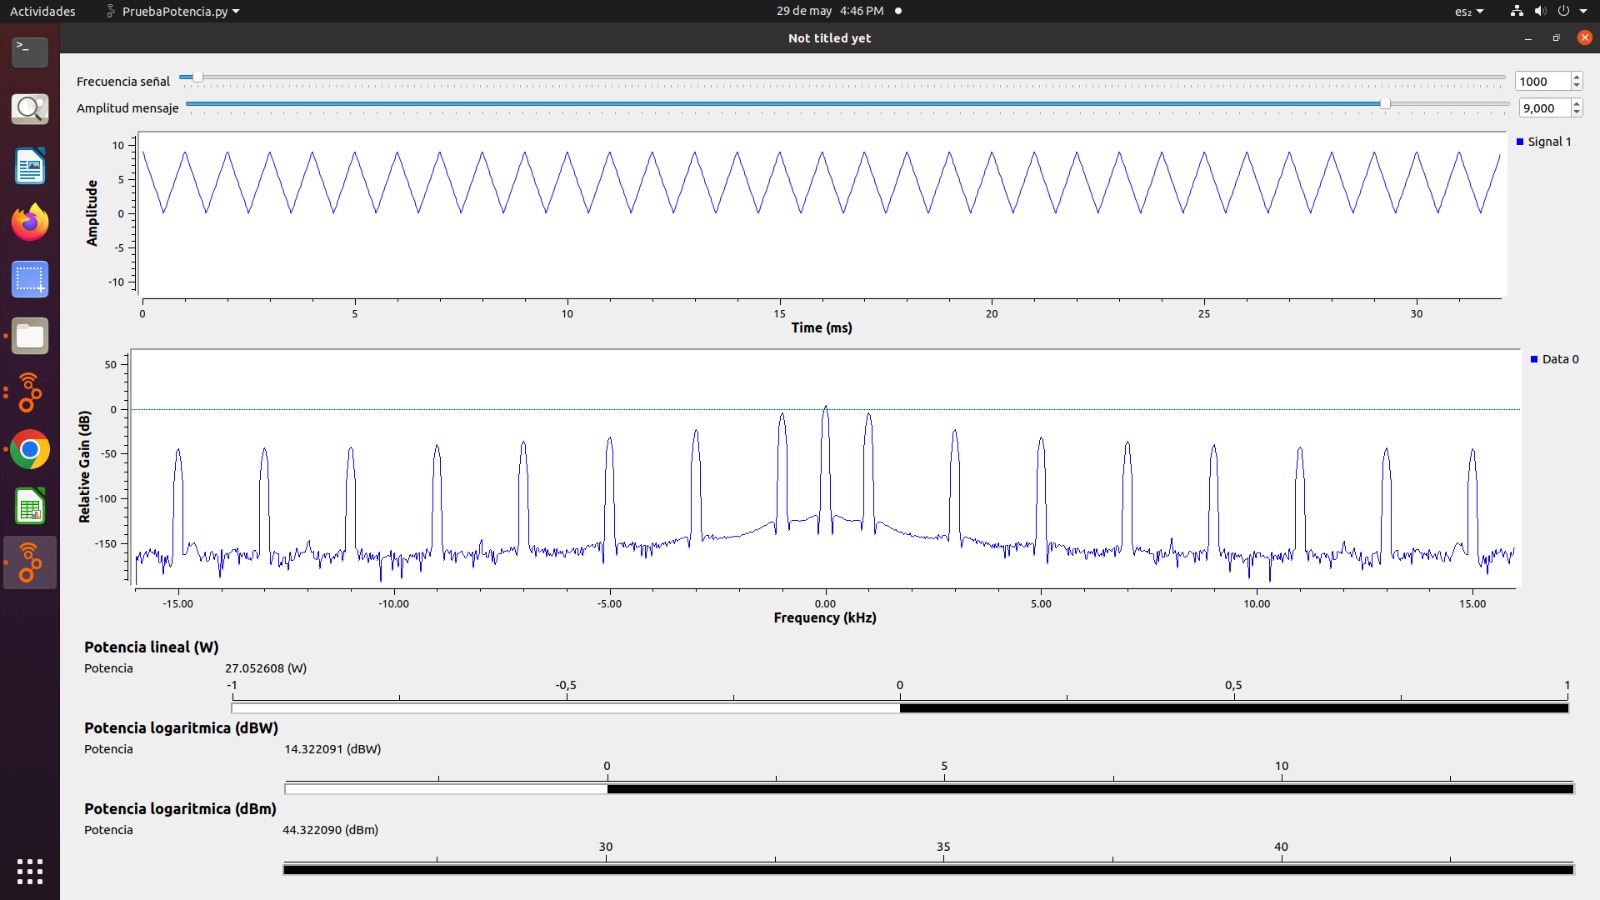 Actividades PruebaPotencia.py 29 de may 4:46 PM es₂
Not titled yet
Frecuencia señal 1000
Amplitud mensaje 9,000
Signal 1
Amplitude
10
5
0
-5
-10
0 5 10 15 20 25 30
Time (ms)
Data 0
Relative Gain (dB)
50
0
-50
-100
-150
-15.00 -10.00 -5.00 0.00 5.00 10.00 15.00
Frequency (kHz)
Potencia lineal (W)
Potencia 27.052608 (W)
-1 -0,5 0 0,5 1
Potencia logaritmica (dBW)
Potencia 14.322091 (dBW)
0 5 10
Potencia logaritmica (dBm)
Potencia 44.322090 (dBm)
30 35 40